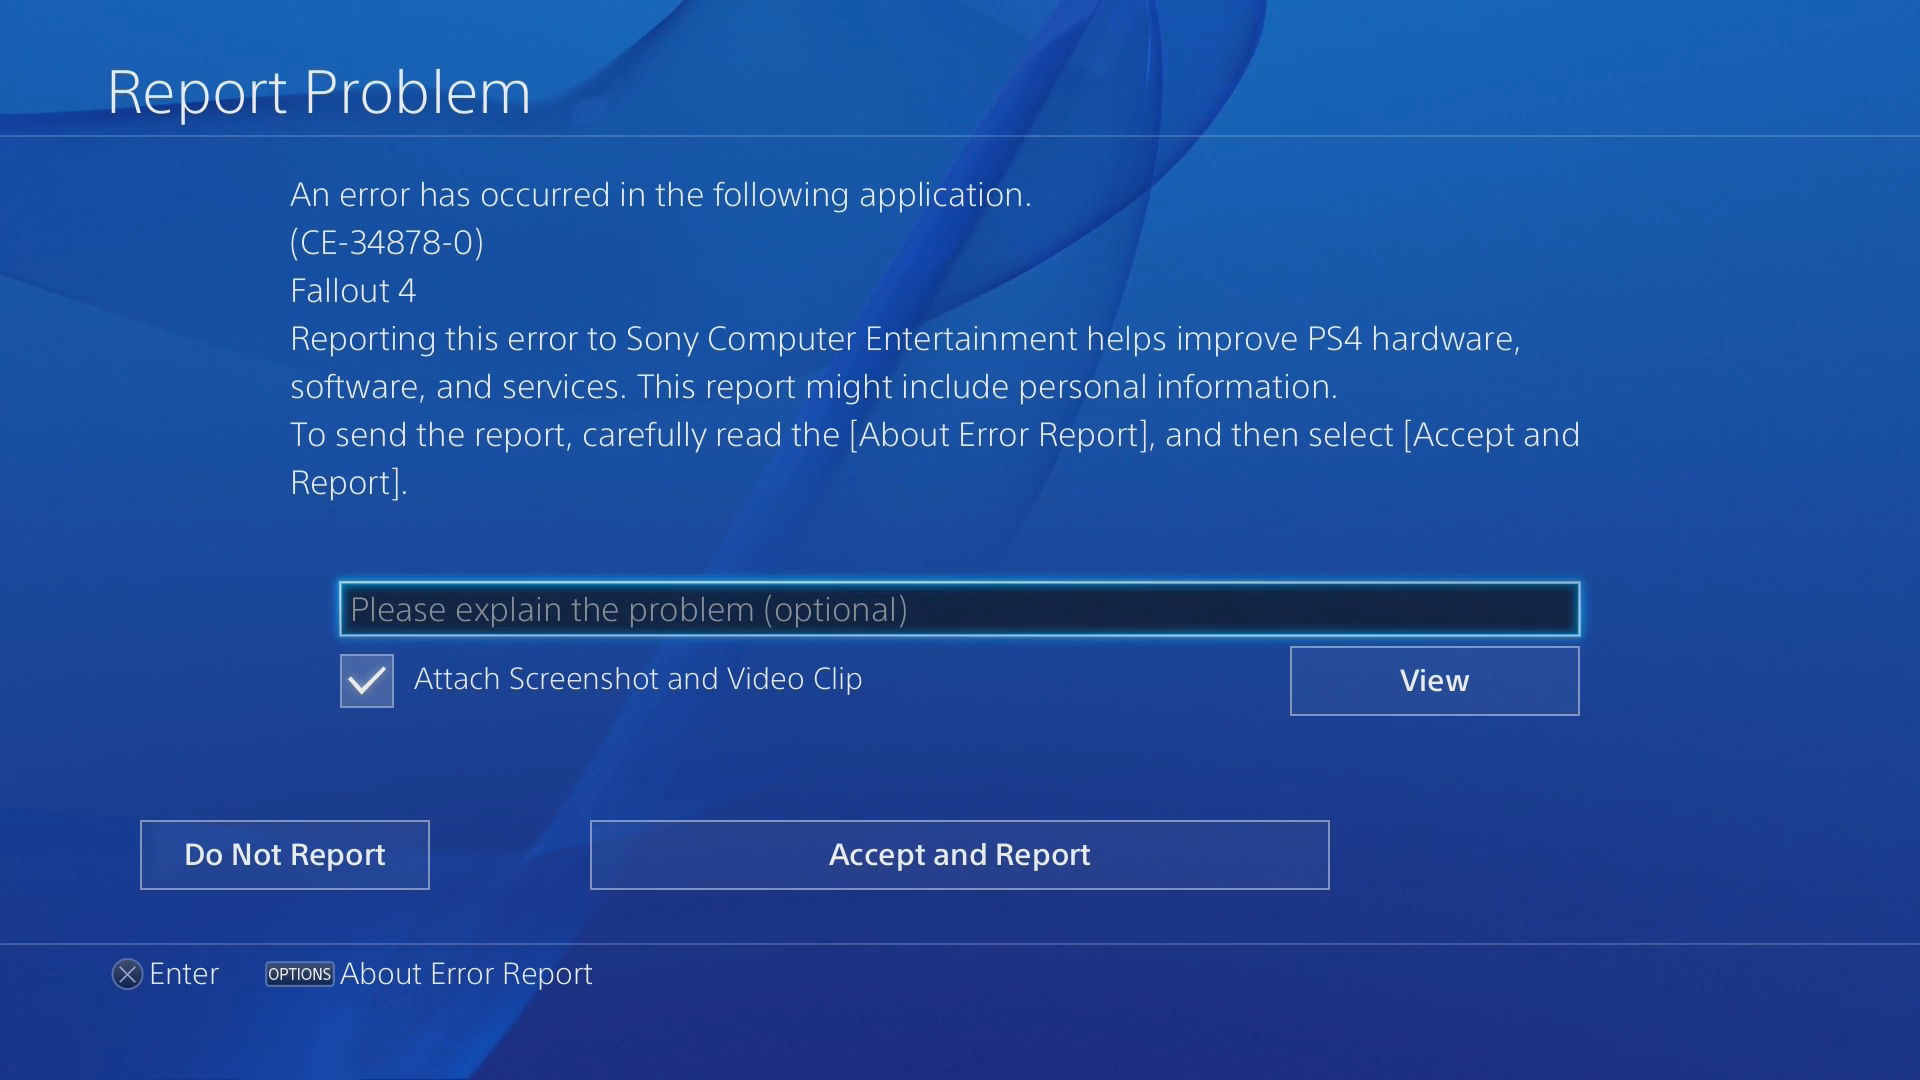 Report Problem
An error has occurred in the following application.
(CE-34878-0)
Fallout 4
Reporting this error to Sony Computer Entertainment helps improve PS4 hardware,
software, and services. This report might include personal information.
To send the report, carefully read the [About Error Report], and then select [Accept and
Report].
Please explain the problem (optional)
Attach Screenshot and Video Clip
View
Do Not Report
Accept and Report
Enter
OPTIONS About Error Report